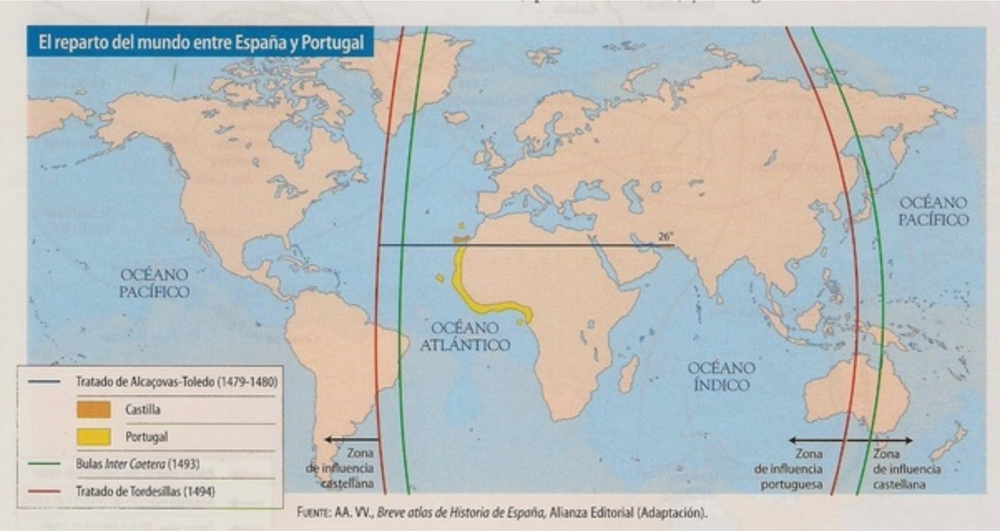 El reparto del mundo entre España y Portugal
26°
OCÉANO
PACÍFICO
OCÉANO
PACÍFICO
OCÉANO
ATLÁNTICO
OCÉANO
ÍNDICO
Tratado de Alcaçovas-Toledo (1479-1480)
Castilla
Portugal
Bulas Inter Caetera (1493)
Tratado de Tordesillas (1494)
Zona
de influencia
castellana
Zona
de influencia
portuguesa
Zona
de influencia
castellana
FUENTE: AA. VV., Breve atlas de Historia de España, Alianza Editorial (Adaptación).